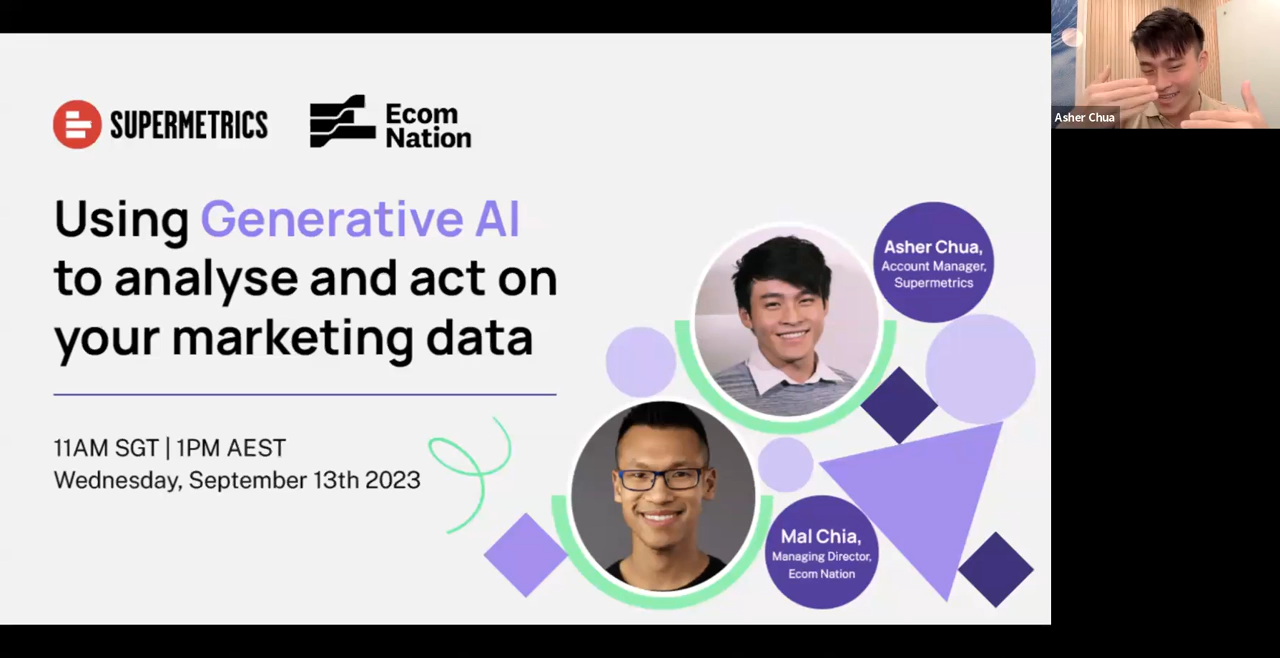 SUPERMETRICS
Ecom
Nation
Using Generative AI
to analyse and act on
your marketing data
11AM SGT | 1PM AEST
Wednesday, September 13th 2023
Asher Chua,
Account Manager,
Supermetrics
Mal Chia,
Managing Director,
Ecom Nation
Asher Chua